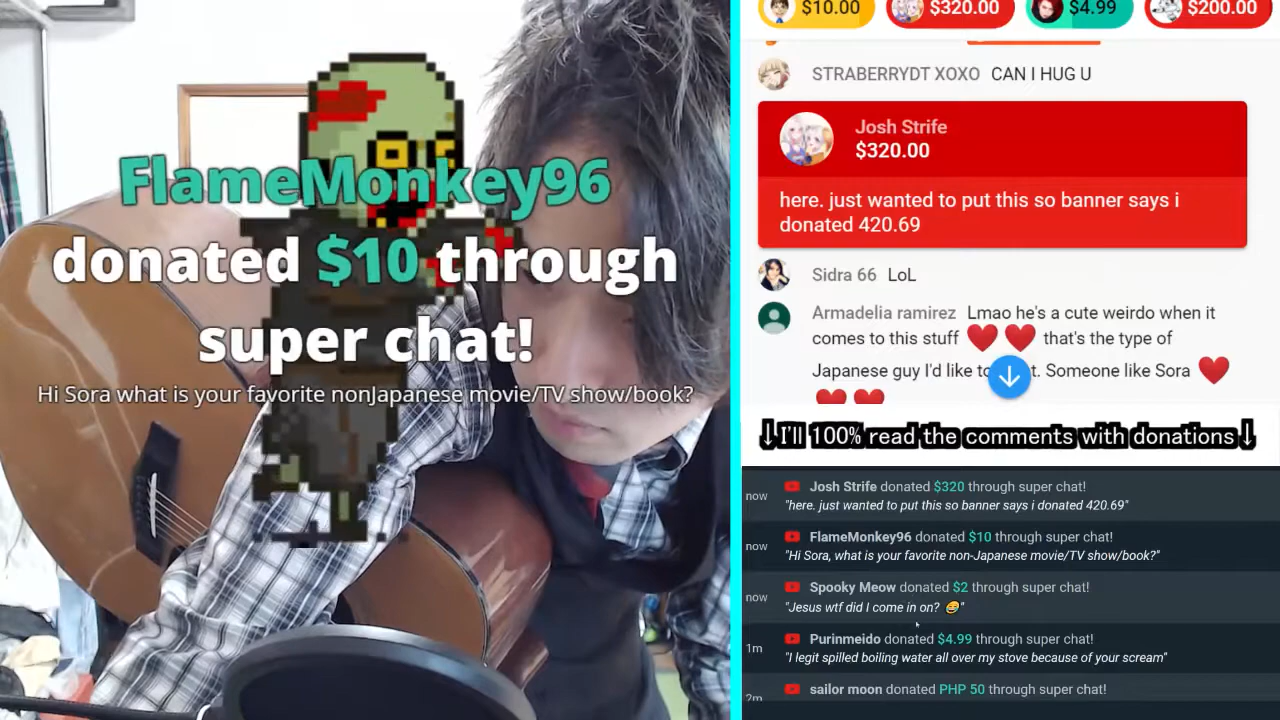 FlameMonkey96
donated $10 through
super chat!
Hi Sora what is your favorite nonJapanese movie/TV show/book?
$10.00
$320.00
$4.99
$200.00
STRABERRYDT XOXO CAN I HUG U
Josh Strife
$320.00
here. just wanted to put this so banner says i
donated 420.69
Sidra 66 LoL
Armadelia ramirez Lmao he's a cute weirdo when it
comes to this stuff ❤️ ❤️ that's the type of
Japanese guy I'd like to t. Someone like Sora ❤️
❤️ ❤️
↓I'll 100% read the comments with donations↓
now Josh Strife donated $320 through super chat!
"here. just wanted to put this so banner says i donated 420.69"
now FlameMonkey96 donated $10 through super chat!
"Hi Sora, what is your favorite non-Japanese movie/TV show/book?"
now Spooky Meow donated $2 through super chat!
"Jesus wtf did I come in on? 😅"
1m Purinmeido donated $4.99 through super chat!
"I legit spilled boiling water all over my stove because of your scream"
2m sailor moon donated PHP 50 through super chat!